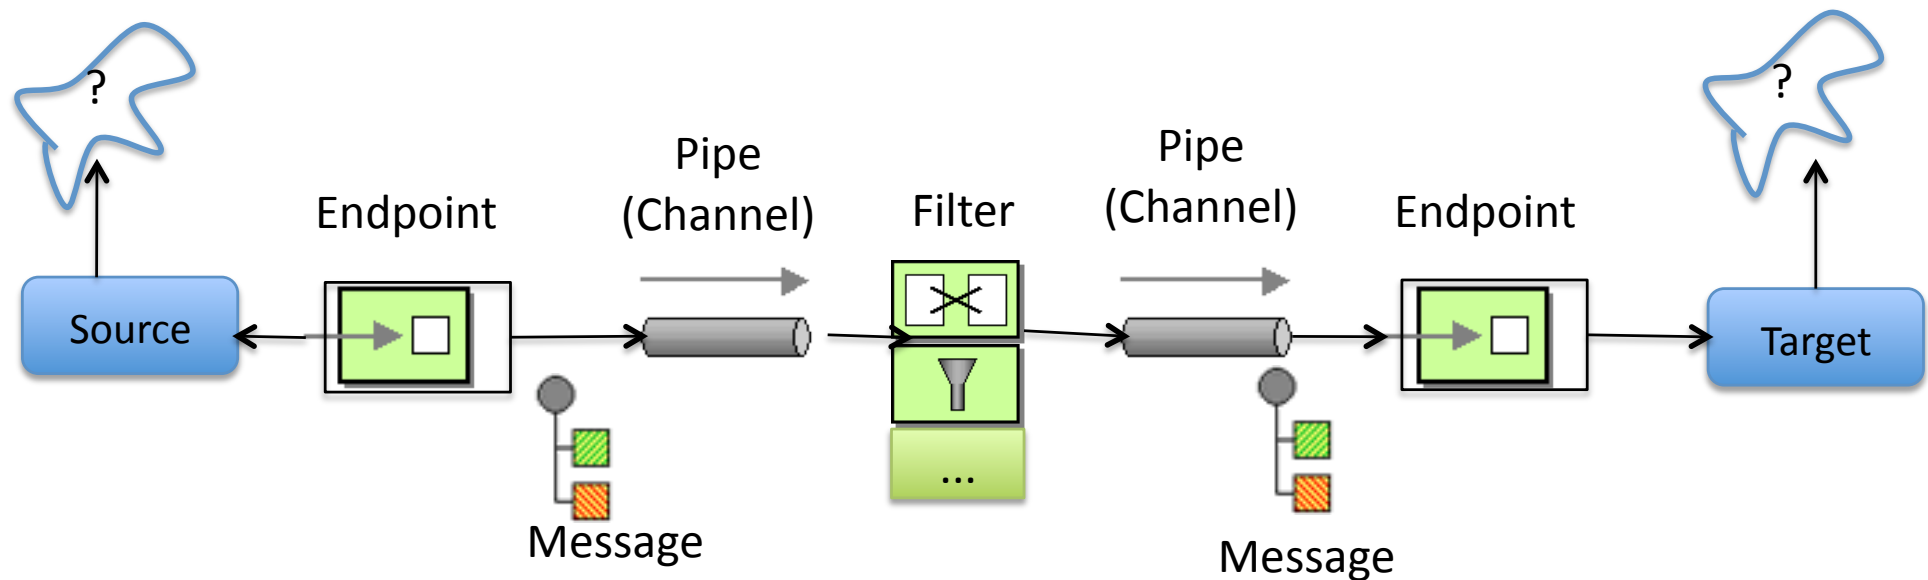 ?
?
Pipe
(Channel)
Pipe
(Channel)
Endpoint
Filter
Endpoint
Source
Target
...
Message
Message